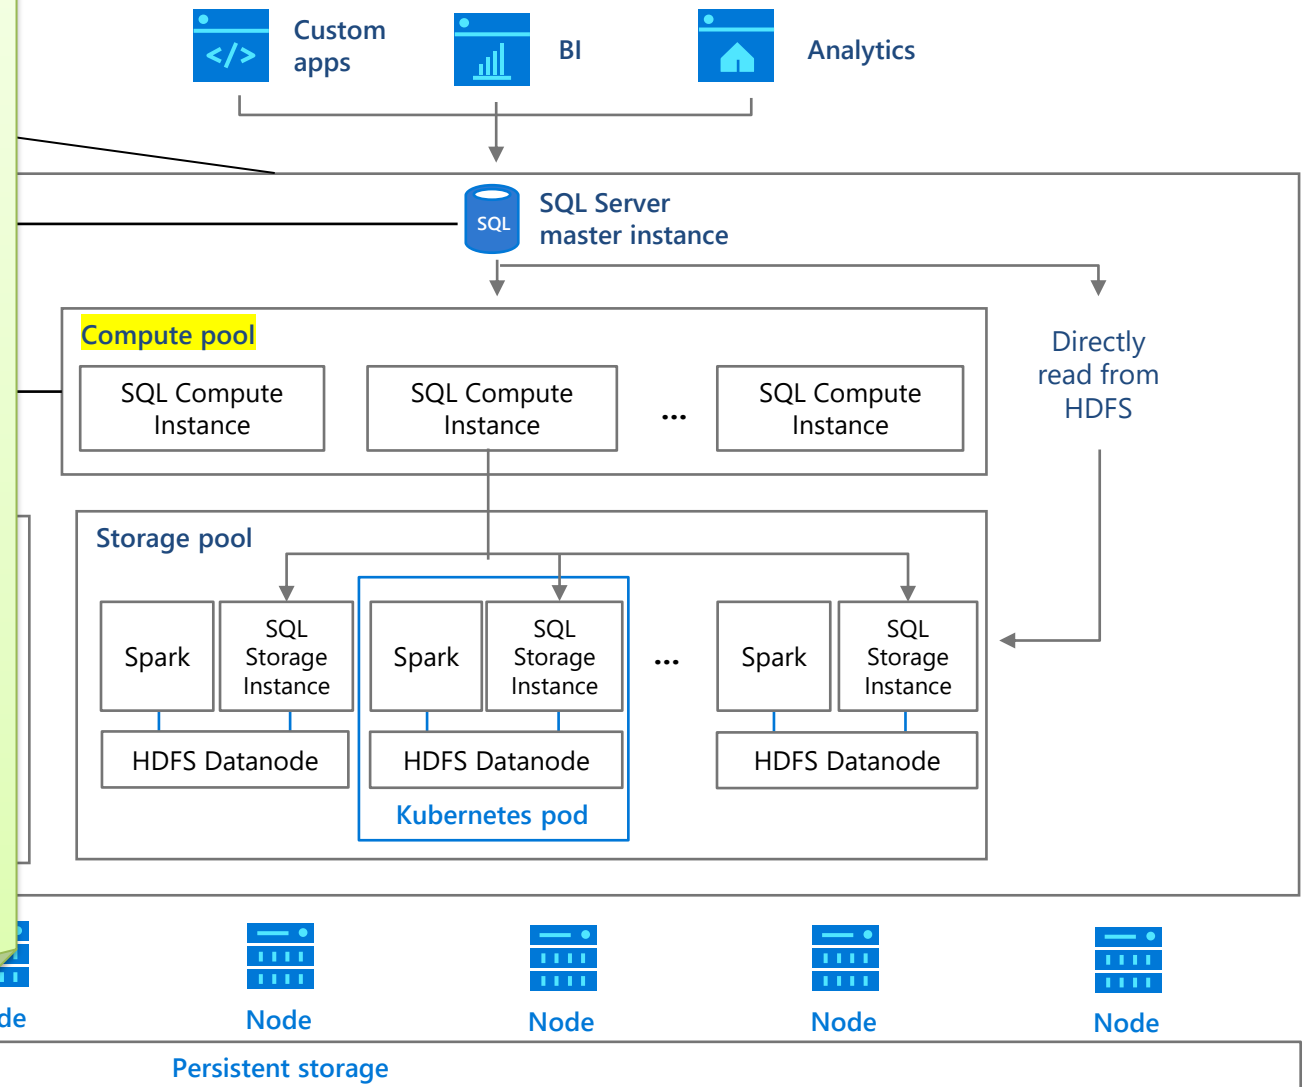 Custom
apps
BI
Analytics
</>
SQL
SQL Server
master instance
Compute pool
SQL Compute
Instance
SQL Compute
Instance
...
SQL Compute
Instance
Directly
read from
HDFS
Storage pool
Spark
SQL
Storage
Instance
HDFS Datanode
Spark
SQL
Storage
Instance
HDFS Datanode
Kubernetes pod
...
Spark
SQL
Storage
Instance
HDFS Datanode
de
Node
Node
Node
Node
Persistent storage